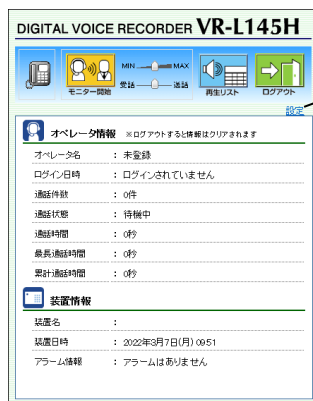 DIGITAL VOICE RECORDER VR-L145H
MIN MAX
受話 送話
モニター開始 再生リスト ログアウト
設定
オペレータ情報 ※ログアウトすると情報はクリアされます
オペレータ名 : 未登録
ログイン日時 : ログインされていません
通話件数 : 0件
通話状態 : 待機中
通話時間 : 0秒
最長通話時間 : 0秒
累計通話時間 : 0秒
装置情報
装置名 :
装置日時 : 2022年3月7日(月) 09:51
アラーム情報 : アラームはありません